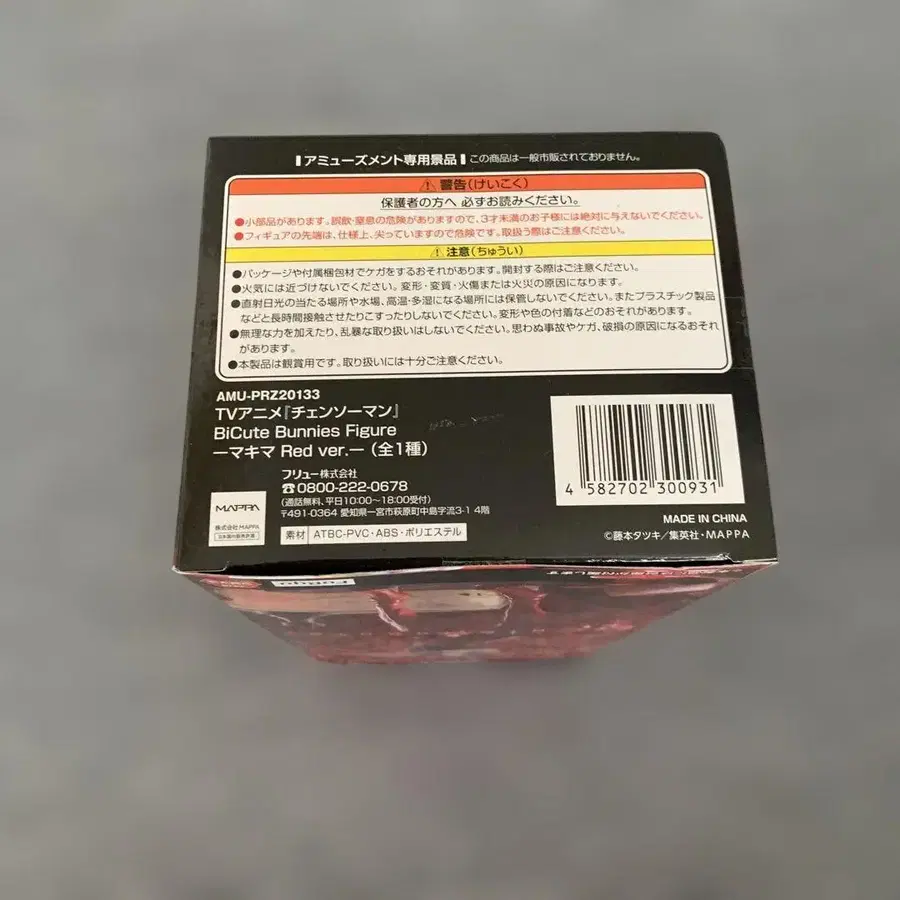 アミューズメント専用景品 この商品は一般市販されておりません。
⚠警告(けいこく)
保護者の方へ 必ずお読みください。
●小部品があります。誤飲・窒息の危険がありますので、3才未満のお子様には絶対に与えないでください。
●フィギュアの先端は、仕様上、尖っていますので危険です。取扱う際はご注意ください。
⚠注意(ちゅうい)
●パッケージや付属梱包材でケガをするおそれがあります。開封する際はご注意ください。
●火気には近づけないでください。変形・変質・火傷または火災の原因になります。
●直射日光の当たる場所や水場、高温・多湿になる場所には保管しないでください。またプラスチック製品
などと長時間接触させたりこすったりしないでください。変形や色の付着などのおそれがあります。
●無理な力を加えたり、乱暴な取り扱いはしないでください。思わぬ事故やケガ、破損の原因になるおそれ
があります。
●本製品は観賞用です。取り扱いには十分ご注意ください。
AMU-PRZ20133
TVアニメ『チェンソーマン』
BiCute Bunnies Figure
ーマキマ Red ver.ー(全1種)
フリュー株式会社
☎0800-222-0678
(通話無料、平日10:00~18:00受付)
〒491-0364 愛知県一宮市萩原町中島字流3-1 4階
MAPPA
株式会社MAPPA
素材 ATBC-PVC・ABS・ポリエステル
4 582702 300931
MADE IN CHINA
©藤本タツキ/集英社・MAPPA